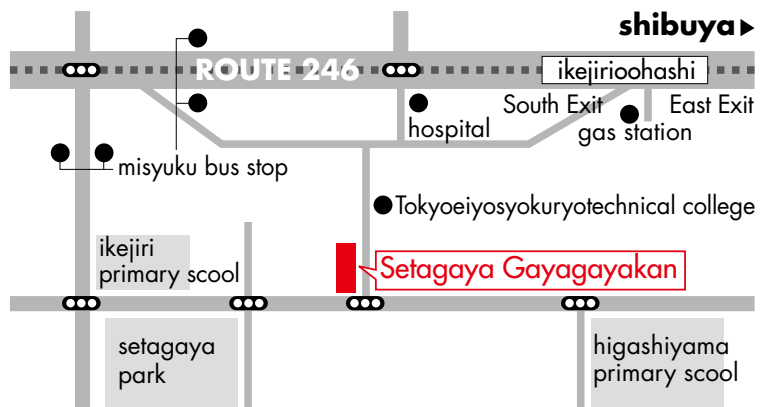 shibuya
ROUTE 246
ikejirioohashi
South Exit
East Exit
hospital
gas station
misyuku bus stop
Tokyoeiyosyokuryotechnical college
ikejiri
primary scool
Setagaya Gayagayakan
setagaya
park
higashiyama
primary scool